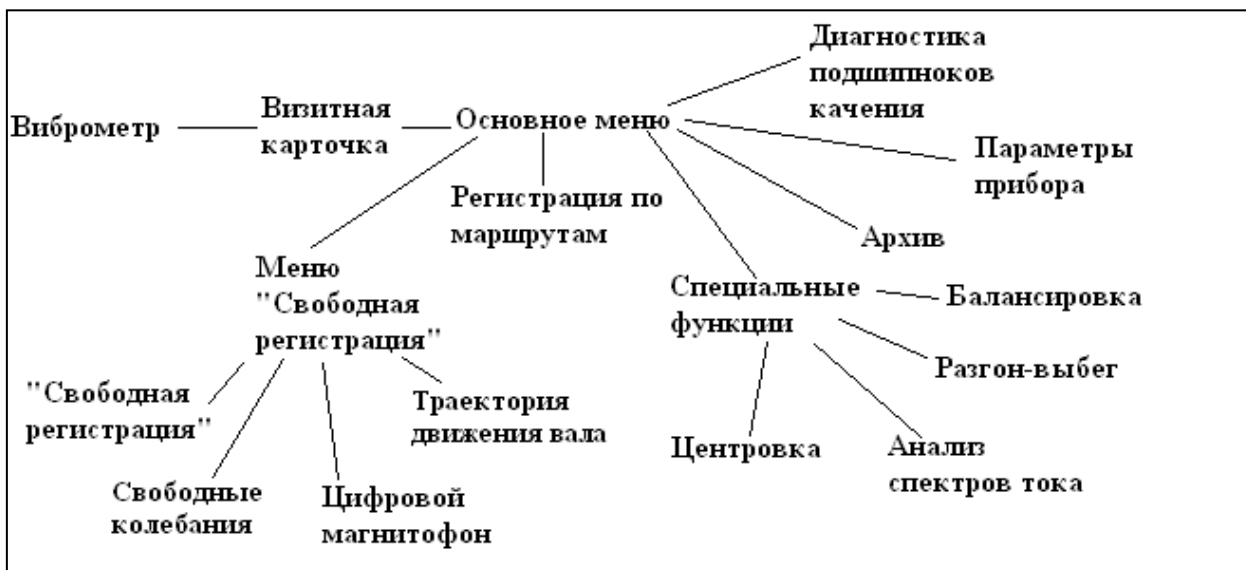 Диагностика
подшипноков
качения
Виброметр
Визитная
карточка
Основное меню
Параметры
прибора
Регистрация по
маршрутам
Архив
Меню
"Свободная
регистрация"
Специальные
функции
Балансировка
Разгон-выбег
"Свободная
регистрация"
Траектория
движения вала
Центровка
Анализ
спектров тока
Свободные
колебания
Цифровой
магнитофон